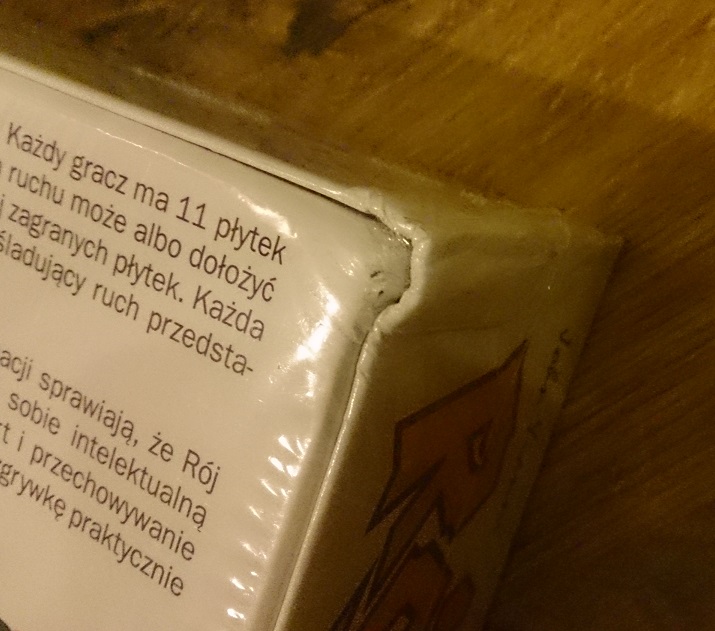 Każdy gracz ma 11 płytek
ruchu może albo dołożyć
zagranych płytek. Każda
śladujący ruch przedsta-
acji sprawiają, że Rój
sobie intelektualną
rt i przechowywanie
zgrywkę praktycznie
R